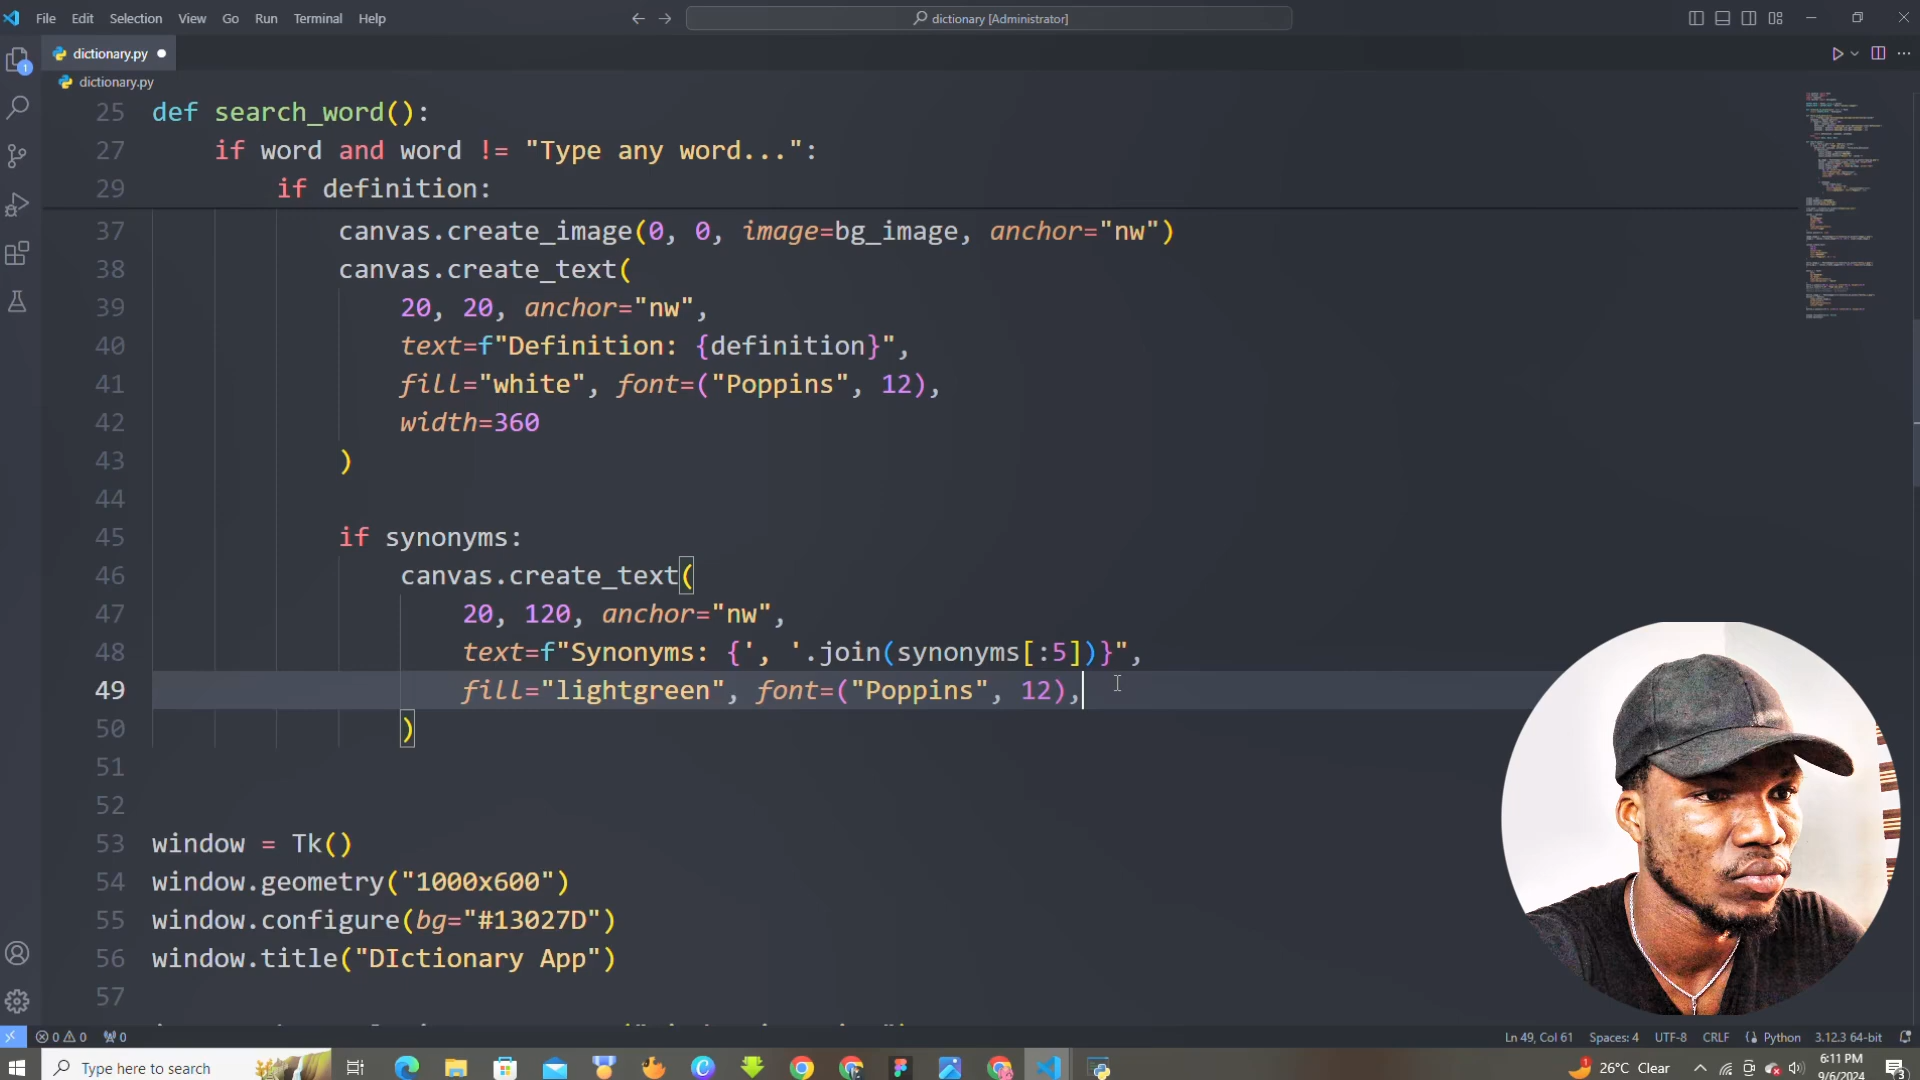 File Edit Selection View Go Run Terminal Help
dictionary [Administrator]
dictionary.py
dictionary.py
25 def search_word():
27 if word and word != "Type any word...":
29 if definition:
37 canvas.create_image(0, 0, image=bg_image, anchor="nw")
38 canvas.create_text(
39 20, 20, anchor="nw",
40 text=f"Definition: {definition}",
41 fill="white", font=("Poppins", 12),
42 width=360
43 )
44
45 if synonyms:
46 canvas.create_text(
47 20, 120, anchor="nw",
48 text=f"Synonyms: {', '.join(synonyms[:5])}",
49 fill="lightgreen", font=("Poppins", 12),
50 )
51
52
53 window = Tk()
54 window.geometry("1000x600")
55 window.configure(bg="#13027D")
56 window.title("DIctionary App")
57
0 0 0 Ln 49, Col 61 Spaces: 4 UTF-8 CRLF Python 3.12.3 64-bit
Type here to search 26°C Clear 6:11 PM
9/6/2024